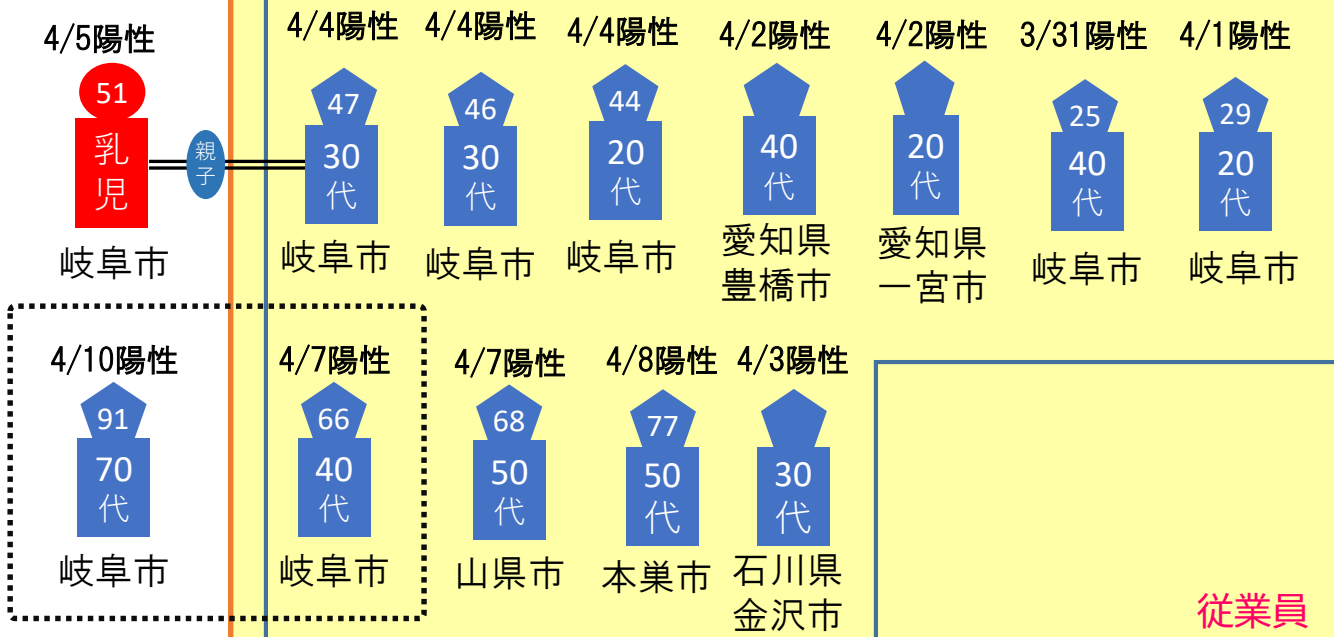 4/5陽性
51
乳
児
岐阜市
親
子
4/4陽性
47
30
代
岐阜市
4/4陽性
46
30
代
岐阜市
4/4陽性
44
20
代
岐阜市
4/2陽性
40
代
愛知県
豊橋市
4/2陽性
20
代
愛知県
一宮市
3/31陽性
25
40
代
岐阜市
4/1陽性
29
20
代
岐阜市
4/10陽性
91
70
代
岐阜市
4/7陽性
66
40
代
岐阜市
4/7陽性
68
50
代
山県市
4/8陽性
77
50
代
本巣市
4/3陽性
30
代
石川県
金沢市
従業員